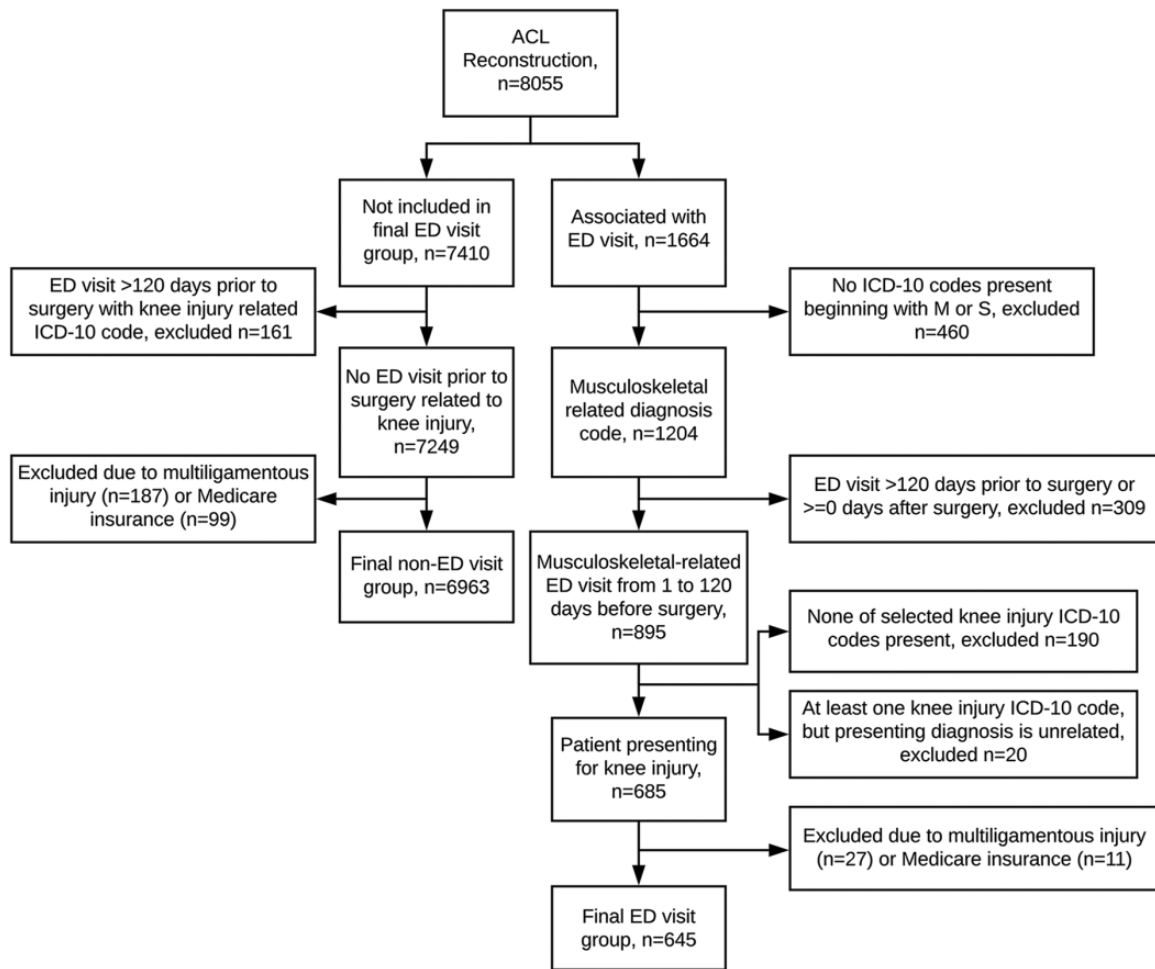 ACL
Reconstruction,
n=8055
Not included in
final ED visit
group, n=7410
Associated with
ED visit, n=1664
ED visit >120 days prior to
surgery with knee injury related
ICD-10 code, excluded n=161
No ICD-10 codes present
beginning with M or S, excluded
n=460
No ED visit prior to
surgery related to
knee injury,
n=7249
Musculoskeletal
related diagnosis
code, n=1204
Excluded due to multiligamentous
injury (n=187) or Medicare
insurance (n=99)
ED visit >120 days prior to surgery or
>=0 days after surgery, excluded n=309
Final non-ED visit
group, n=6963
Musculoskeletal-related
ED visit from 1 to 120
days before surgery,
n=895
None of selected knee injury ICD-10
codes present, excluded n=190
At least one knee injury ICD-10 code,
but presenting diagnosis is unrelated,
excluded n=20
Patient presenting
for knee injury,
n=685
Excluded due to multiligamentous injury
(n=27) or Medicare insurance (n=11)
Final ED visit
group, n=645